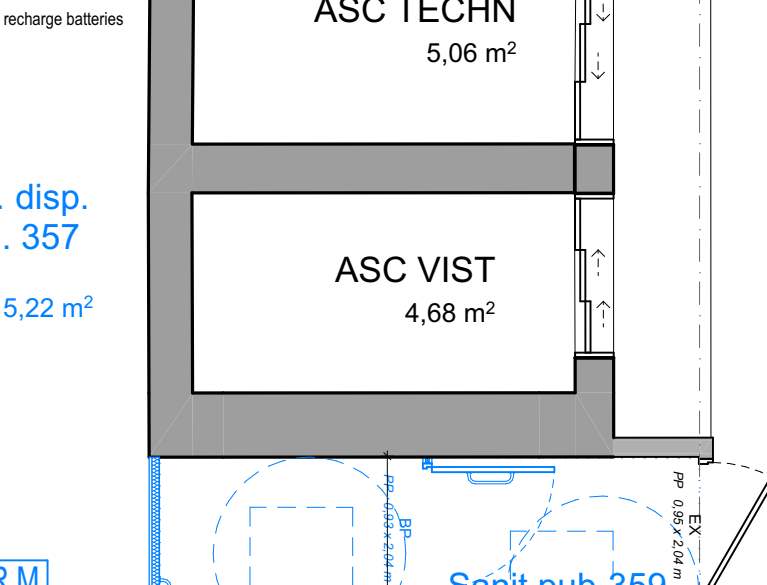 recharge batteries
ASC TECHN
5,06 m²
. disp.
. 357
5,22 m²
ASC VIST
4,68 m²
BP
PP 0,93 x 2,04 m
EX
PP 0,95 x 2,04 m
Sanit pub 359
R M